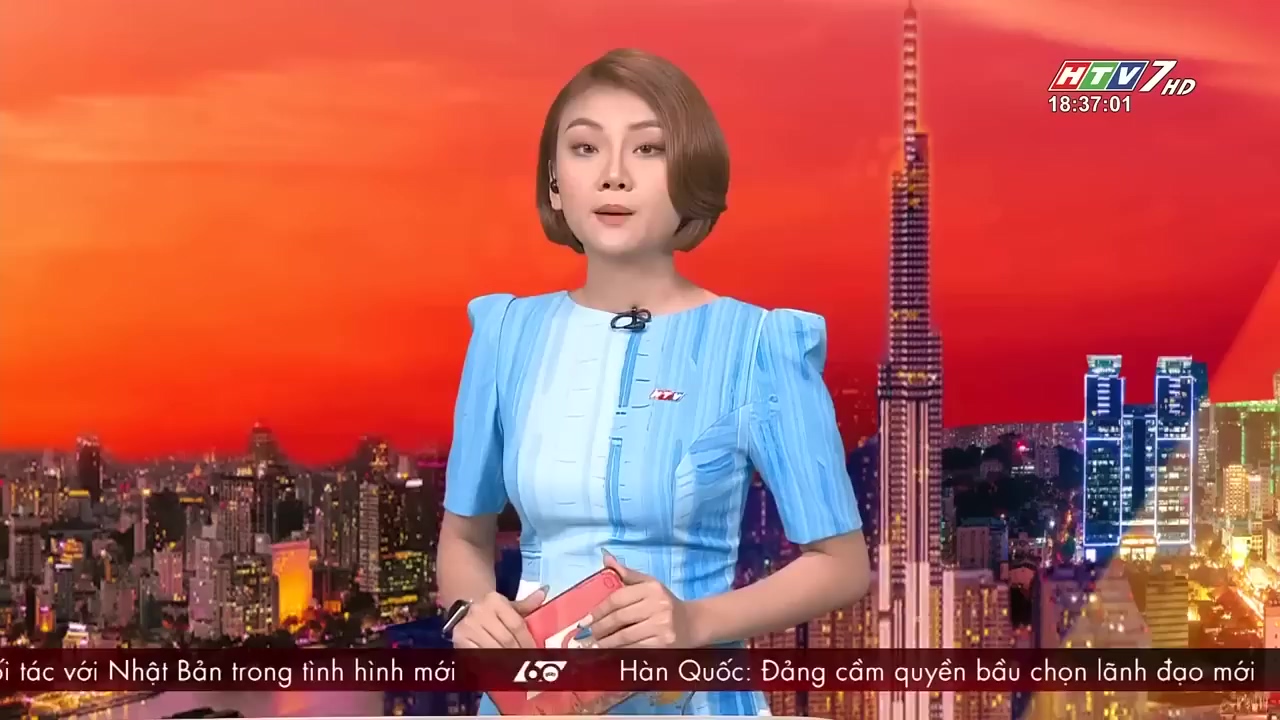 HTV7 HD
18:37:01
HTV
ối tác với Nhật Bản trong tình hình mới
60 Hàn Quốc: Đảng cầm quyền bầu chọn lãnh đạo mới